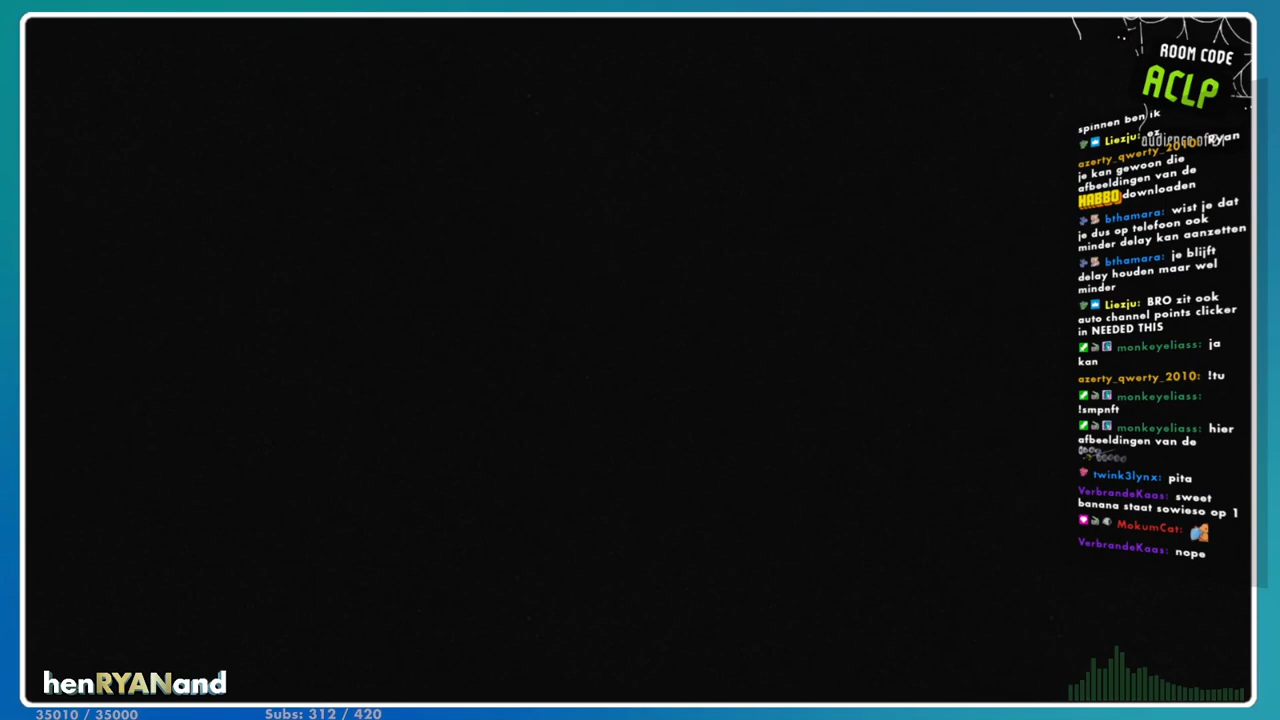 ROOM CODE
ACLP
spinnen ben ik
Liezju: ez
azerty_qwerty_2010: Ryan
je kan gewoon die
afbeeldingen van de
HABBO downloaden
bthamara: wist je dat
je dus op telefoon ook
minder delay kan aanzetten
bthamara: je blijft
delay houden maar wel
minder
Liezju: BRO zit ook
auto channel points clicker
in NEEDED THIS
monkeyeliass: ja
kan
azerty_qwerty_2010: !tu
monkeyeliass:
!smpnft
monkeyeliass: hier
afbeeldingen van de
twink3lynx: pita
VerbrandeKaas: sweet
banana staat sowieso op 1
MokumCat:
VerbrandeKaas: nope
henRYANand
35010 / 35000
Subs: 312 / 420